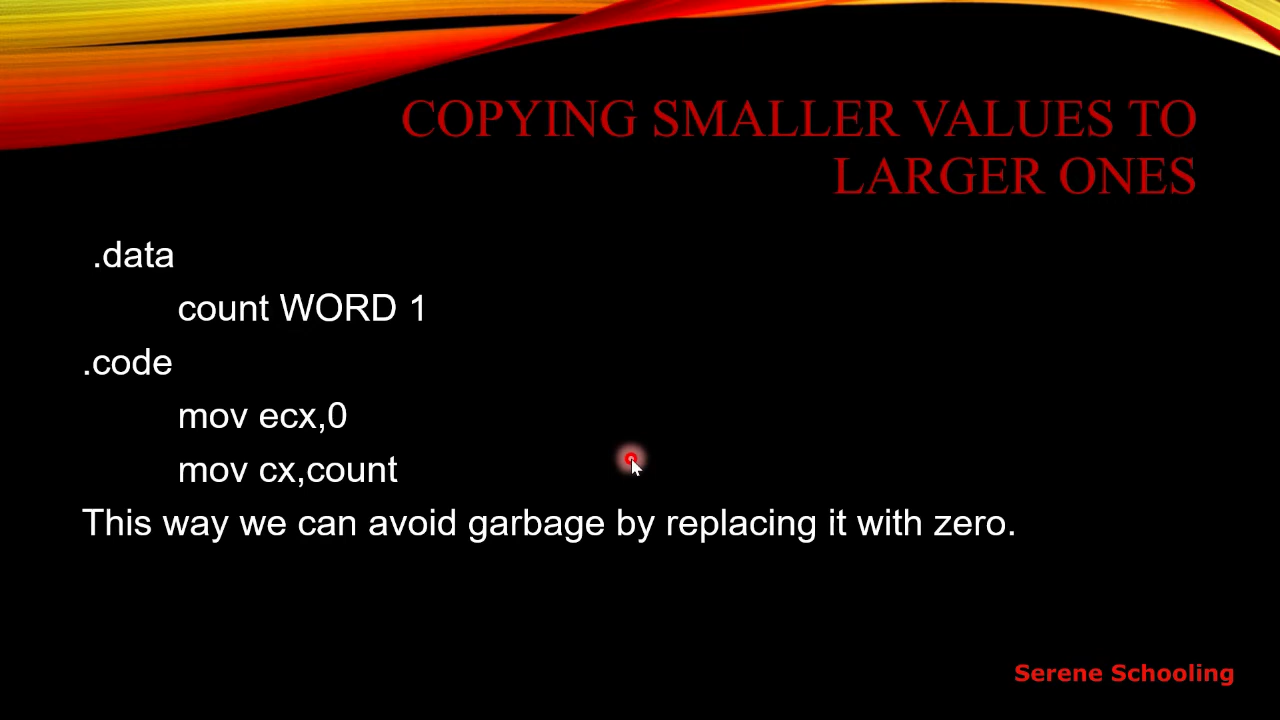 COPYING SMALLER VALUES TO
LARGER ONES
.data
count WORD 1
.code
mov ecx,0
mov cx,count
This way we can avoid garbage by replacing it with zero.
Serene Schooling